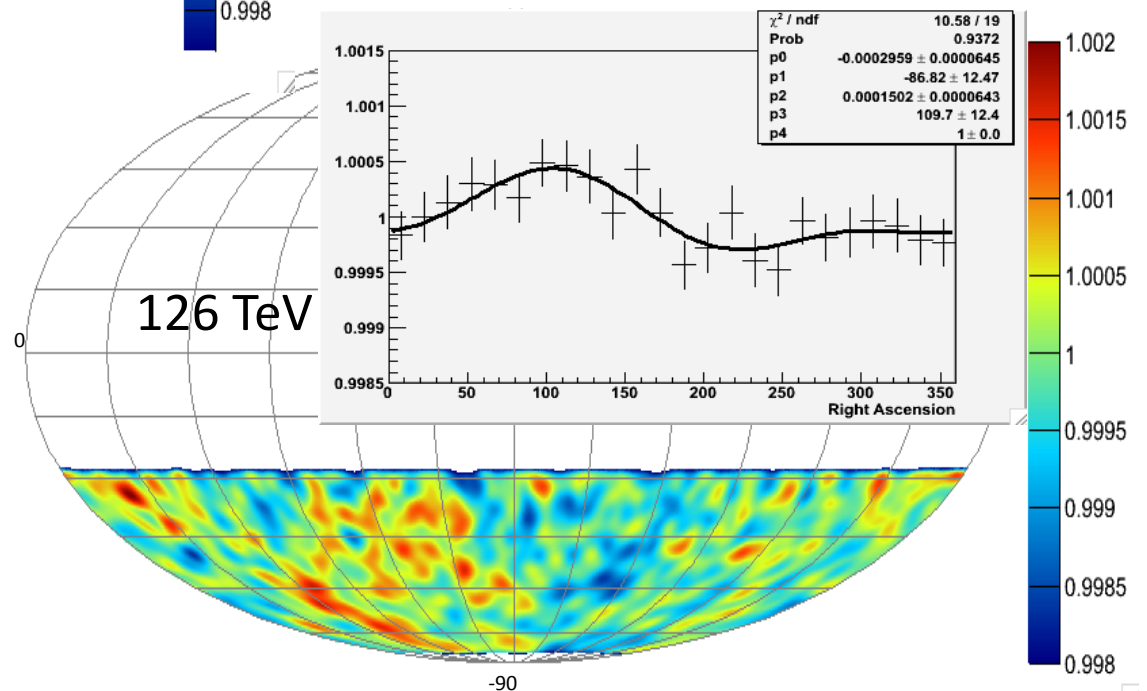 0.998
χ² / ndf 10.58 / 19
Prob 0.9372
p0 -0.0002959 ± 0.0000645
p1 -86.82 ± 12.47
p2 0.0001502 ± 0.0000643
p3 109.7 ± 12.4
p4 1 ± 0.0
1.0015
1.001
1.0005
1
0.9995
0.999
0.9985
0 50 100 150 200 250 300 350
Right Ascension
126 TeV
0
-90
1.002
1.0015
1.001
1.0005
1
0.9995
0.999
0.9985
0.998